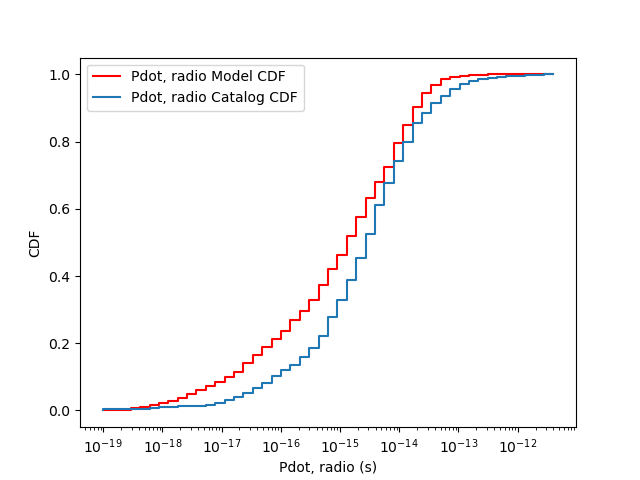 Pdot, radio Model CDF
Pdot, radio Catalog CDF
1.0
0.8
0.6
0.4
0.2
0.0
CDF
10⁻¹⁹ 10⁻¹⁸ 10⁻¹⁷ 10⁻¹⁶ 10⁻¹⁵ 10⁻¹⁴ 10⁻¹³ 10⁻¹²
Pdot, radio (s)